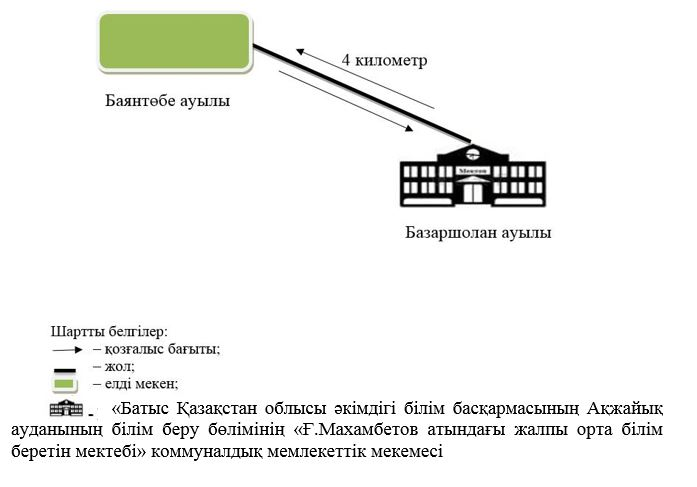 4 километр
Баянтөбе ауылы
Мектеп
Базаршолан ауылы
Шартты белгілер:
– қозғалыс бағыты;
– жол;
– елді мекен;
- «Батыс Қазақстан облысы әкімдігі білім басқармасының Ақжайық
ауданының білім беру бөлімінің «Ғ.Махамбетов атындағы жалпы орта білім
беретін мектебі» коммуналдық мемлекеттік мекемесі